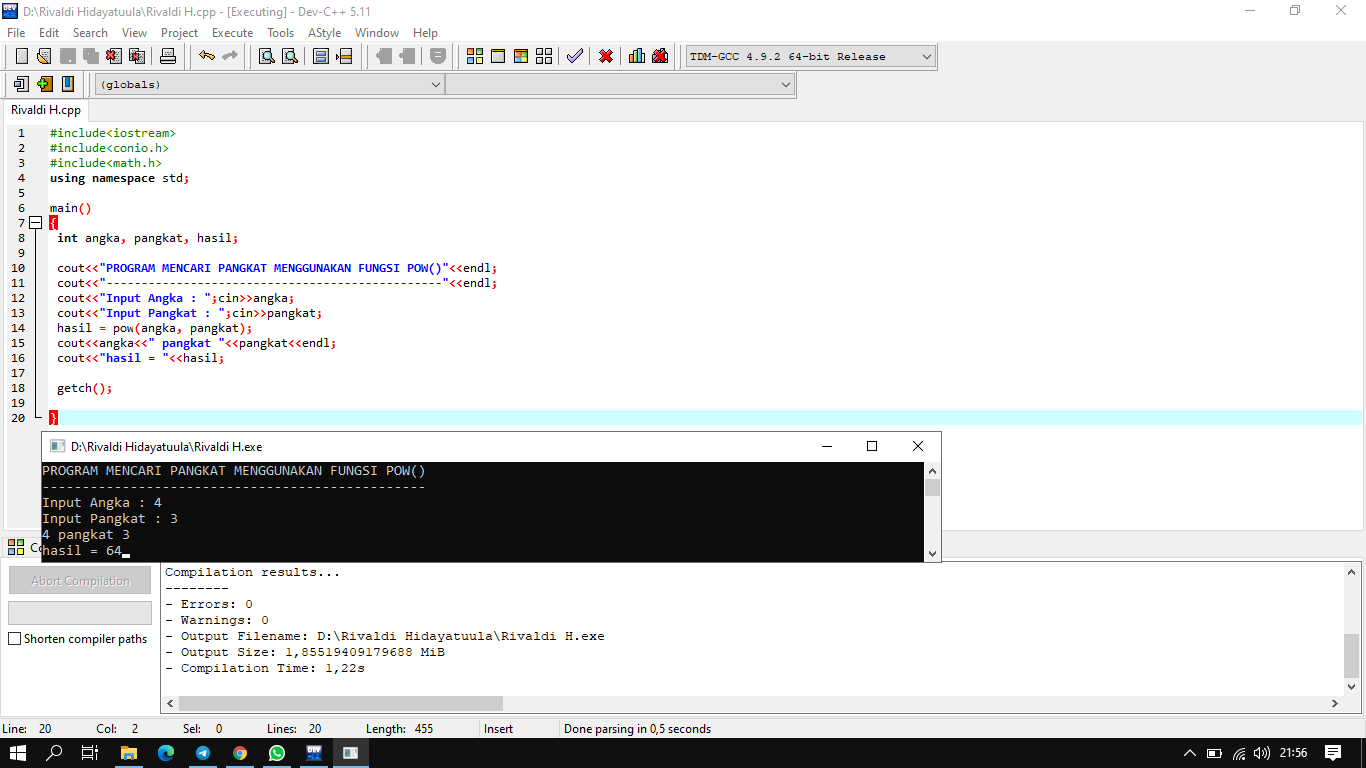 D:\Rivaldi Hidayatuula\Rivaldi H.cpp - [Executing] - Dev-C++ 5.11
File Edit Search View Project Execute Tools AStyle Window Help
TDM-GCC 4.9.2 64-bit Release
(globals)
Rivaldi H.cpp
1 #include<iostream>
2 #include<conio.h>
3 #include<math.h>
4 using namespace std;
5
6 main()
7 {
8 int angka, pangkat, hasil;
9
10 cout<<"PROGRAM MENCARI PANGKAT MENGGUNAKAN FUNGSI POW()"<<endl;
11 cout<<"------------------------------------------------"<<endl;
12 cout<<"Input Angka : ";cin>>angka;
13 cout<<"Input Pangkat : ";cin>>pangkat;
14 hasil = pow(angka, pangkat);
15 cout<<angka<<" pangkat "<<pangkat<<endl;
16 cout<<"hasil = "<<hasil;
17
18 getch();
19
20 }
D:\Rivaldi Hidayatuula\Rivaldi H.exe
PROGRAM MENCARI PANGKAT MENGGUNAKAN FUNGSI POW()
------------------------------------------------
Input Angka : 4
Input Pangkat : 3
4 pangkat 3
hasil = 64
Abort Compilation
Shorten compiler paths
Compilation results...
--------
- Errors: 0
- Warnings: 0
- Output Filename: D:\Rivaldi Hidayatuula\Rivaldi H.exe
- Output Size: 1,85519409179688 MiB
- Compilation Time: 1,22s
Line: 20 Col: 2 Sel: 0 Lines: 20 Length: 455 Insert Done parsing in 0,5 seconds
21:56